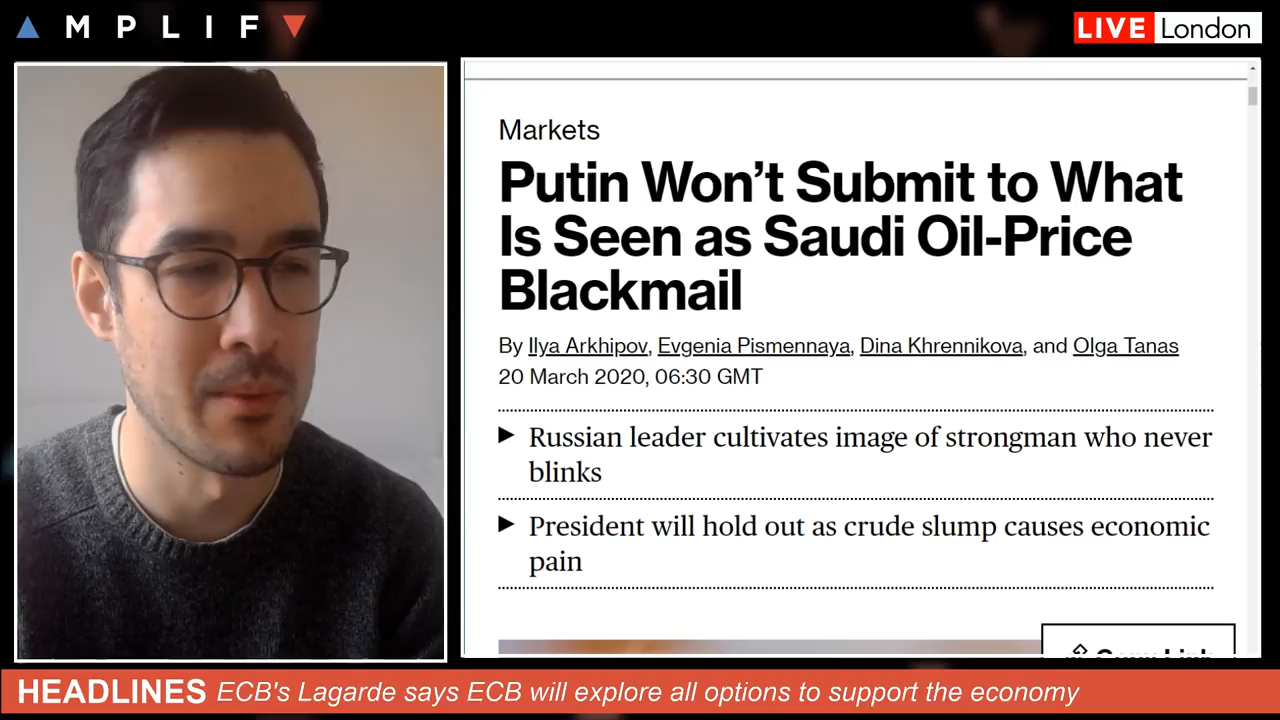 ▲ M P L I F ▼
LIVE London
Markets
Putin Won't Submit to What
Is Seen as Saudi Oil-Price
Blackmail
By Ilya Arkhipov, Evgenia Pismennaya, Dina Khrennikova, and Olga Tanas
20 March 2020, 06:30 GMT
Russian leader cultivates image of strongman who never
blinks
President will hold out as crude slump causes economic
pain
Copy Link
HEADLINES ECB's Lagarde says ECB will explore all options to support the economy